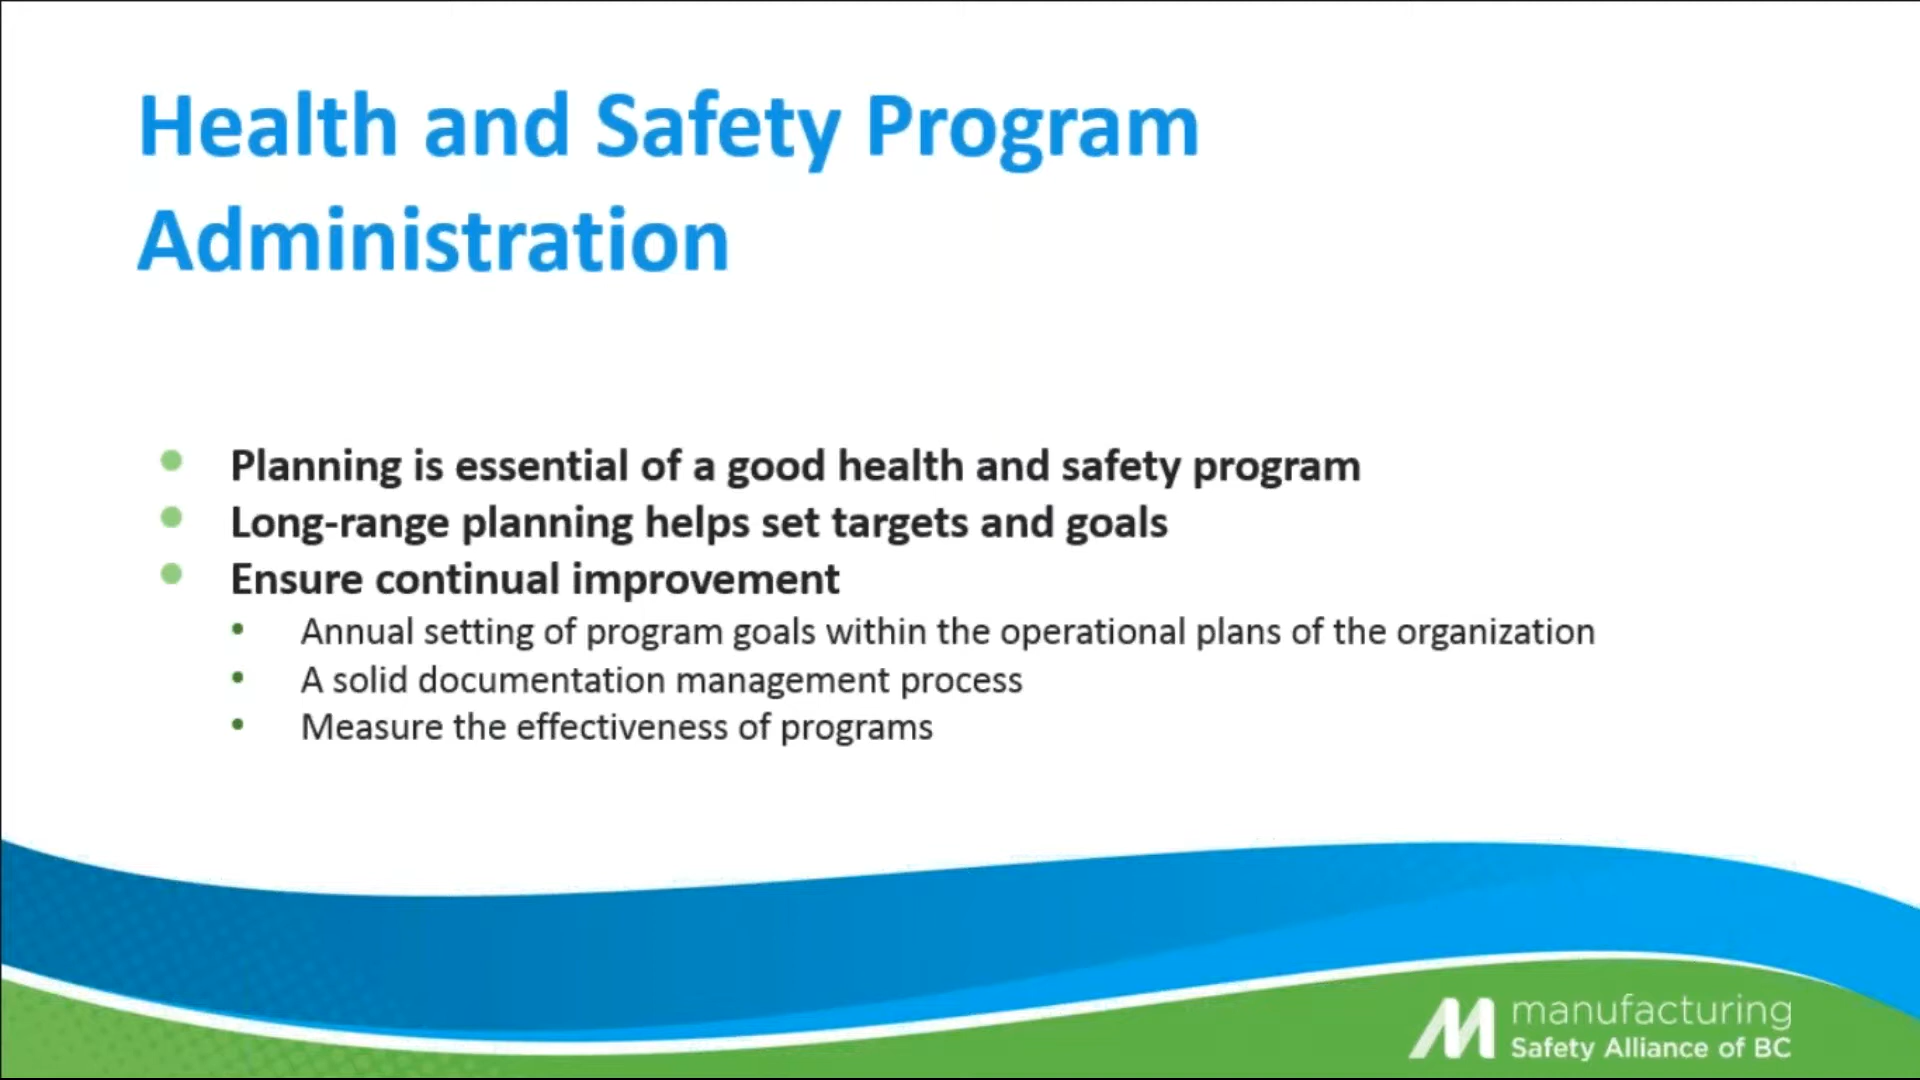 Health and Safety Program
Administration
Planning is essential of a good health and safety program
Long-range planning helps set targets and goals
Ensure continual improvement
Annual setting of program goals within the operational plans of the organization
A solid documentation management process
Measure the effectiveness of programs
manufacturing
Safety Alliance of BC